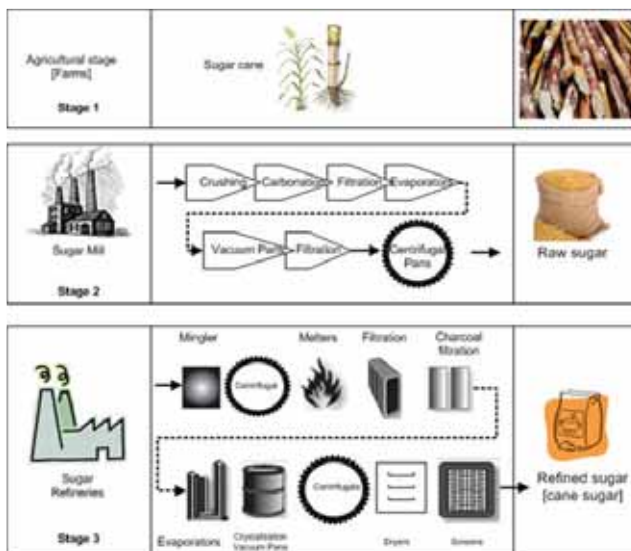 Agricultural stage
[Farms]
Stage 1
Sugar cane
Sugar Mill
Stage 2
Crushing
Carbonation
Filtration
Evaporators
Vacuum Pans
Filtration
Centrifugal
Pans
Raw sugar
Sugar
Refineries
Stage 3
Mingler
Centrifugal
Melters
Filtration
Charcoal
filtration
Evaporators
Crystallisation
Vacuum Pans
Centrifugals
Dryers
Screens
Refined sugar
[cane sugar]